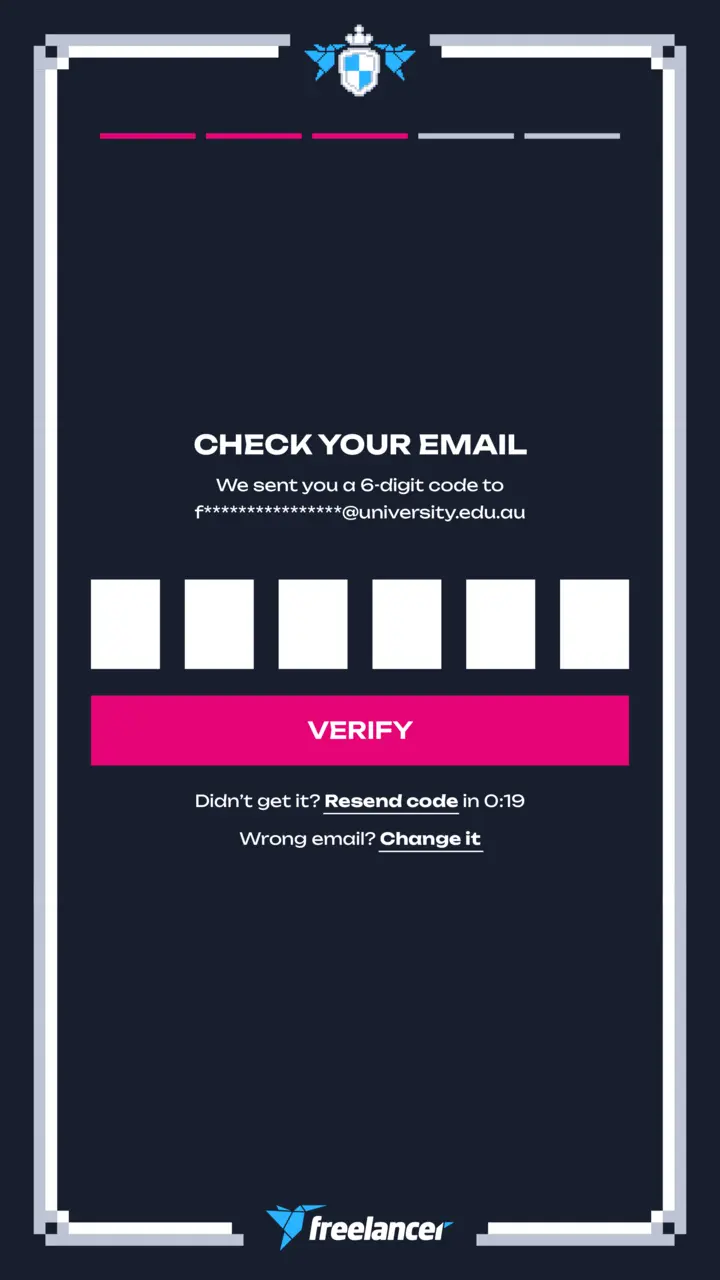 CHECK YOUR EMAIL
We sent you a 6-digit code to
f****************@university.edu.au
VERIFY
Didn’t get it? Resend code in 0:19
Wrong email? Change it
freelancer